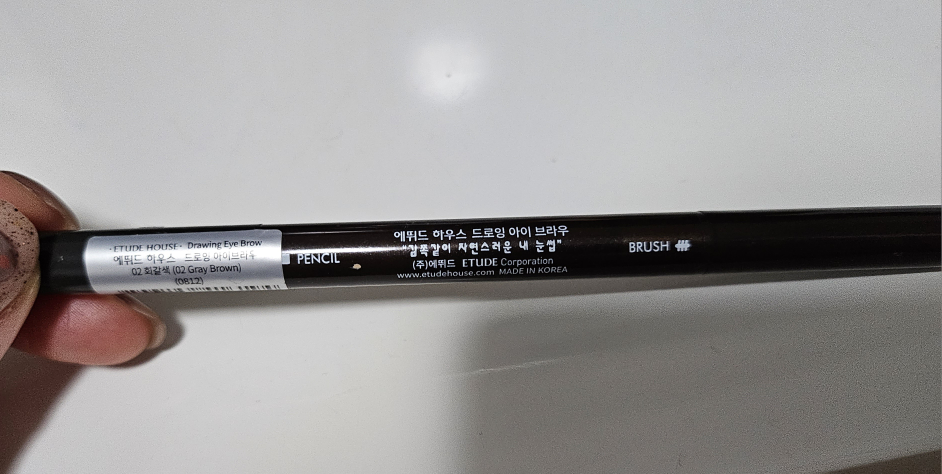 ·ETUDE HOUSE· Drawing Eye Brow
에뛰드 하우스 드로잉 아이브라우
02 회갈색 (02 Gray Brown)
(0812)
PENCIL
에뛰드 하우스 드로잉 아이 브라우
"감쪽같이 자연스러운 내 눈썹"
(주)에뛰드 ETUDE Corporation
www.etudehouse.com MADE IN KOREA
BRUSH